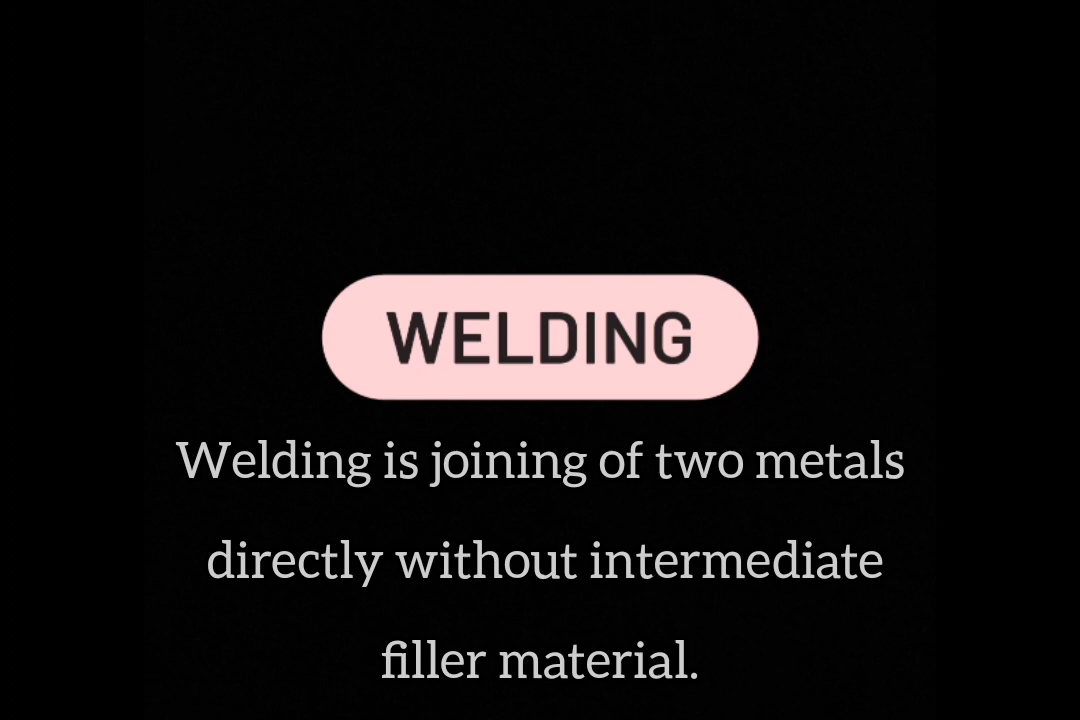 WELDING
Welding is joining of two metals
directly without intermediate
filler material.